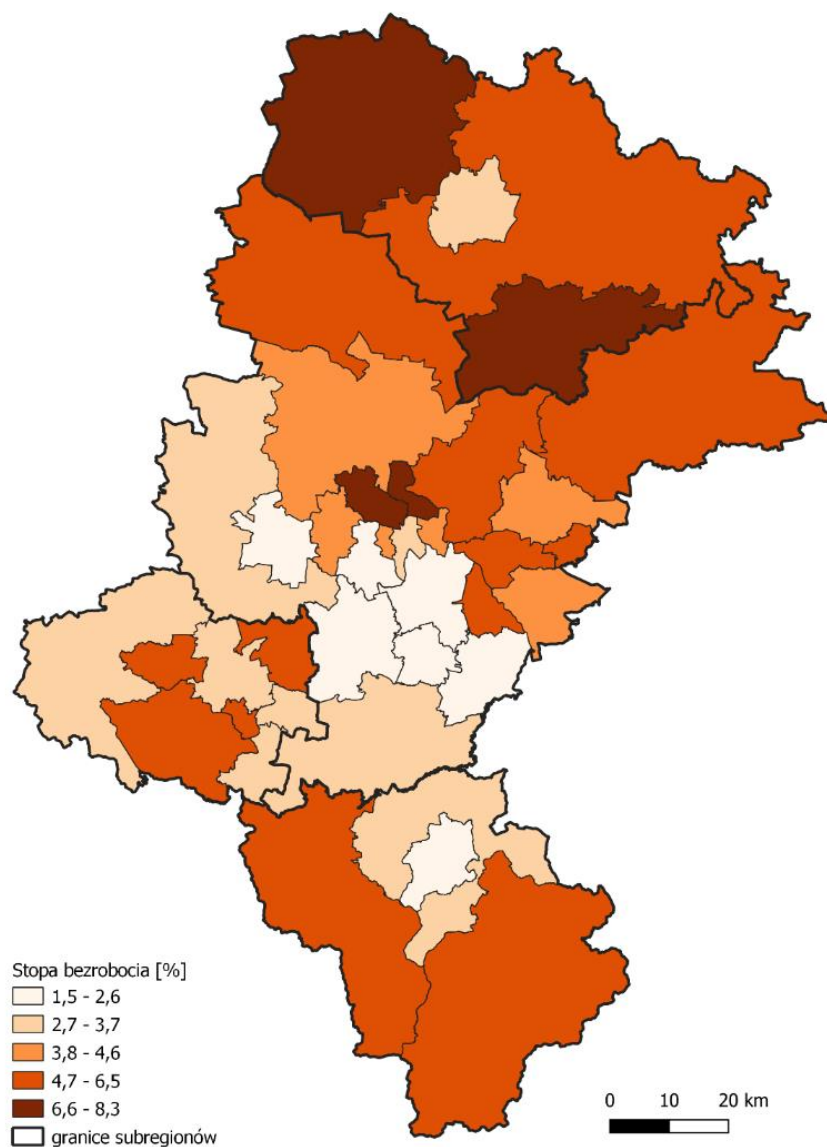 Stopa bezrobocia [%]
1,5 - 2,6
2,7 - 3,7
3,8 - 4,6
4,7 - 6,5
6,6 - 8,3
granice subregionów
0 10 20 km